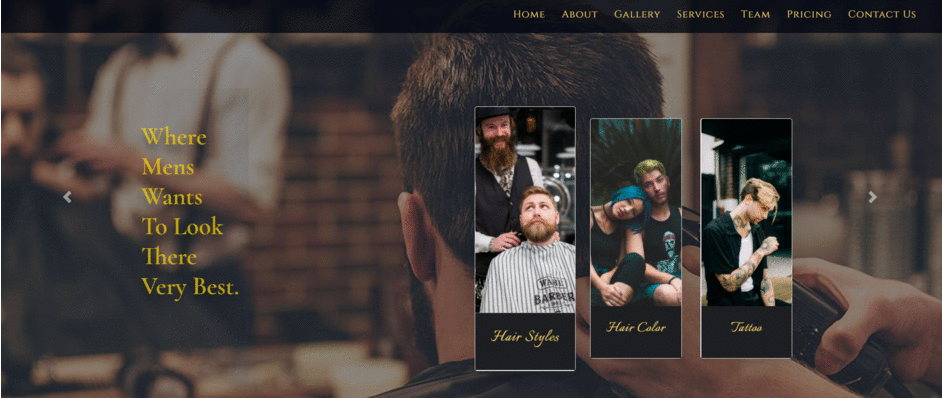 Home About Gallery Services Team Pricing Contact Us
Where
Mens
Wants
To Look
There
Very Best.
WAHL
BARBER
Hair Styles
Hair Color
Tattoo